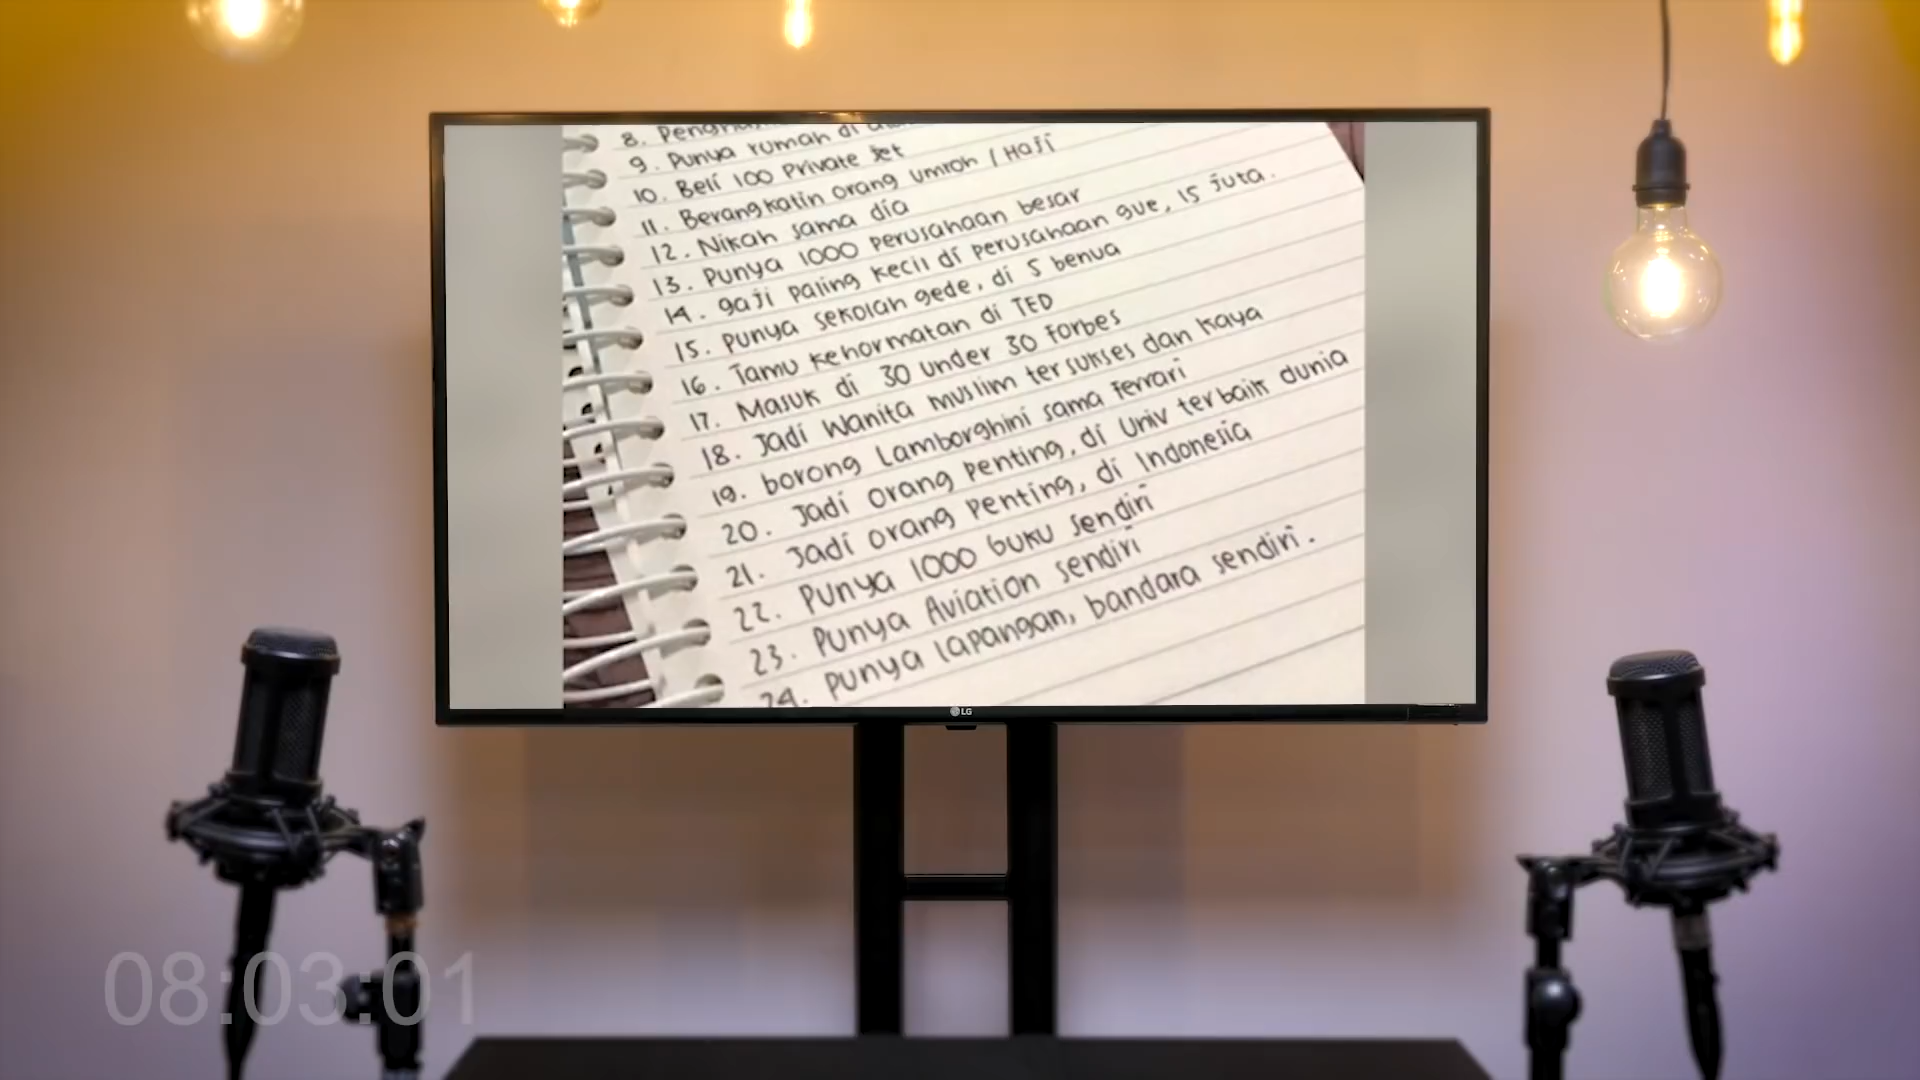 9. Punya rumah di
10. Beli 100 Private Jet
11. Berangkatin orang umroh / Haji
12. Nikah sama dia
13. Punya 1000 perusahaan besar
14. gaji paling kecil di perusahaan gue, 15 juta.
15. Punya sekolah gede, di 5 benua
16. Tamu kehormatan di TED
17. Masuk di 30 under 30 Forbes
18. Jadi Wanita muslim tersukses dan kaya
19. borong Lamborghini sama Ferrari
20. Jadi orang penting, di Univ terbaik dunia
21. Jadi orang penting, di Indonesia
22. Punya 1000 buku sendiri
23. Punya Aviation sendiri
24. Punya lapangan, bandara sendiri.
LG
08:03:01